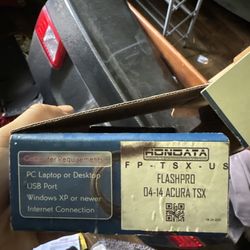 Computer Requirements
PC Laptop or Desktop
USB Port
Windows XP or newer
Internet Connection
HONDATA
FP-TSX-US
FLASHPRO
04-14 ACURA TSX